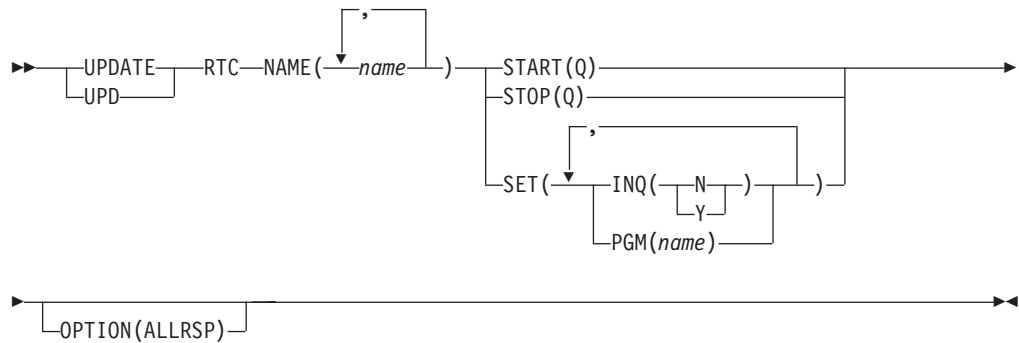 ,
UPDATE RTC NAME( name ) START(Q)
UPD STOP(Q)
,
SET( INQ( N ) )
Y
PGM(name)
OPTION(ALLRSP)